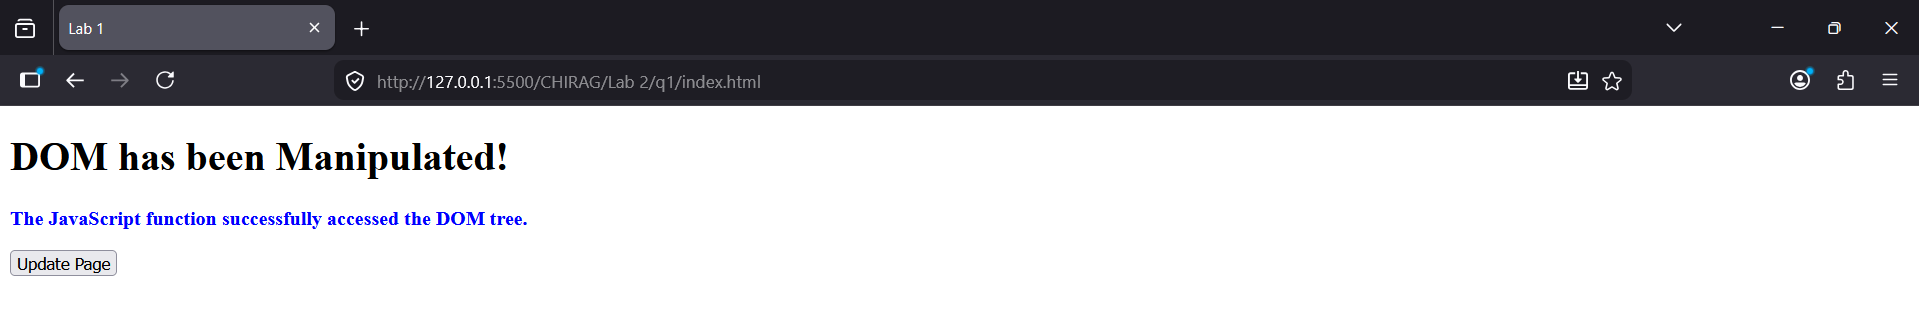 Lab 1
http://127.0.0.1:5500/CHIRAG/Lab 2/q1/index.html
DOM has been Manipulated!
The JavaScript function successfully accessed the DOM tree.
Update Page